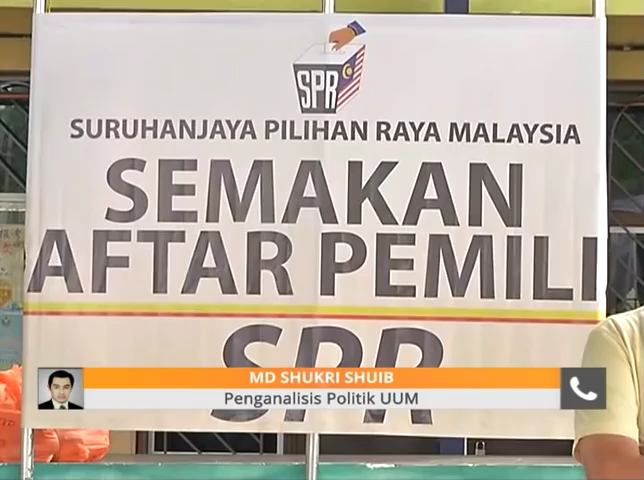 SPR
SURUHANJAYA PILIHAN RAYA MALAYSIA
SEMAKAN
AFTAR PEMILI
SPR
MD SHUKRI SHUIB
Penganalisis Politik UUM